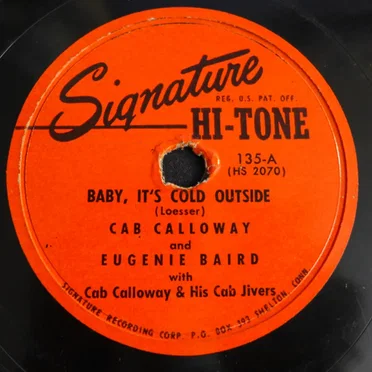 Signature
REG. U.S. PAT. OFF.
HI-TONE
135-A
(HS 2070)
BABY, IT'S COLD OUTSIDE
(Loesser)
CAB CALLOWAY
and
EUGENIE BAIRD
with
Cab Calloway & His Cab Jivers
SIGNATURE RECORDING CORP. P.O. BOX 393 SHELTON, CONN.